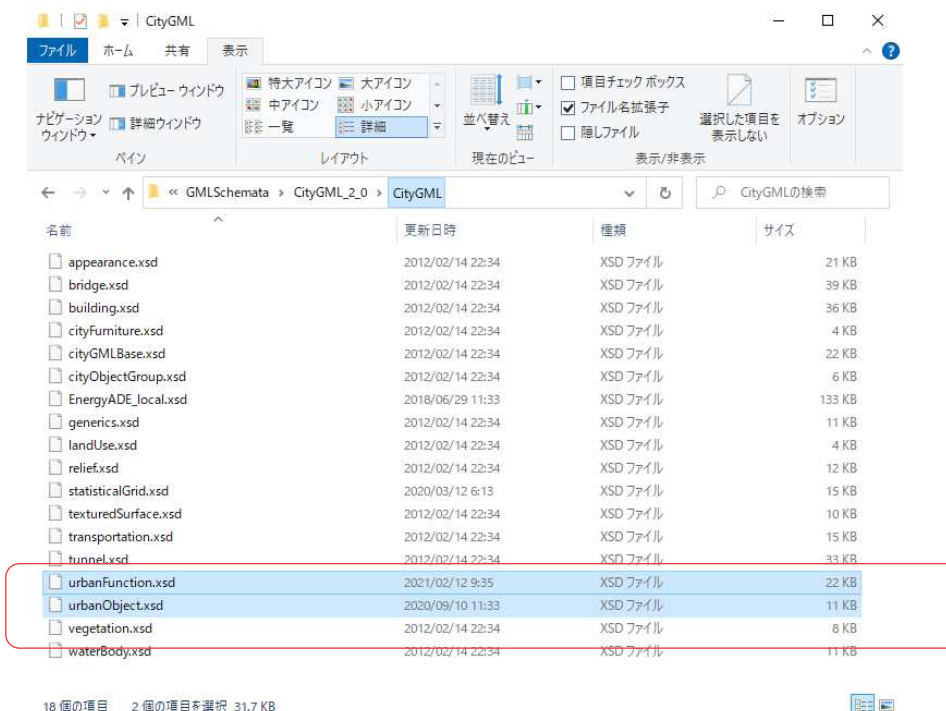 CityGML
ファイル ホーム 共有 表示
ナビゲーション ウィンドウ
プレビュー ウィンドウ
詳細ウィンドウ
ペイン
特大アイコン 大アイコン
中アイコン 小アイコン
一覧 詳細
レイアウト
並べ替え
現在のビュー
項目チェック ボックス
ファイル名拡張子
隠しファイル
選択した項目を 表示しない
表示/非表示
オプション
« GMLSchemata › CityGML_2_0 › CityGML
CityGMLの検索
名前 更新日時 種類 サイズ
appearance.xsd 2012/02/14 22:34 XSD ファイル 21 KB
bridge.xsd 2012/02/14 22:34 XSD ファイル 39 KB
building.xsd 2012/02/14 22:34 XSD ファイル 36 KB
cityFurniture.xsd 2012/02/14 22:34 XSD ファイル 4 KB
cityGMLBase.xsd 2012/02/14 22:34 XSD ファイル 22 KB
cityObjectGroup.xsd 2012/02/14 22:34 XSD ファイル 6 KB
EnergyADE_local.xsd 2018/06/29 11:33 XSD ファイル 133 KB
generics.xsd 2012/02/14 22:34 XSD ファイル 11 KB
landUse.xsd 2012/02/14 22:34 XSD ファイル 4 KB
relief.xsd 2012/02/14 22:34 XSD ファイル 12 KB
statisticalGrid.xsd 2020/03/12 6:13 XSD ファイル 15 KB
texturedSurface.xsd 2012/02/14 22:34 XSD ファイル 10 KB
transportation.xsd 2012/02/14 22:34 XSD ファイル 15 KB
tunnel.xsd 2012/02/14 22:34 XSD ファイル 33 KB
urbanFunction.xsd 2021/02/12 9:35 XSD ファイル 22 KB
urbanObject.xsd 2020/09/10 11:33 XSD ファイル 11 KB
vegetation.xsd 2012/02/14 22:34 XSD ファイル 8 KB
waterBody.xsd 2012/02/14 22:34 XSD ファイル 11 KB
18 個の項目 2 個の項目を選択 31.7 KB